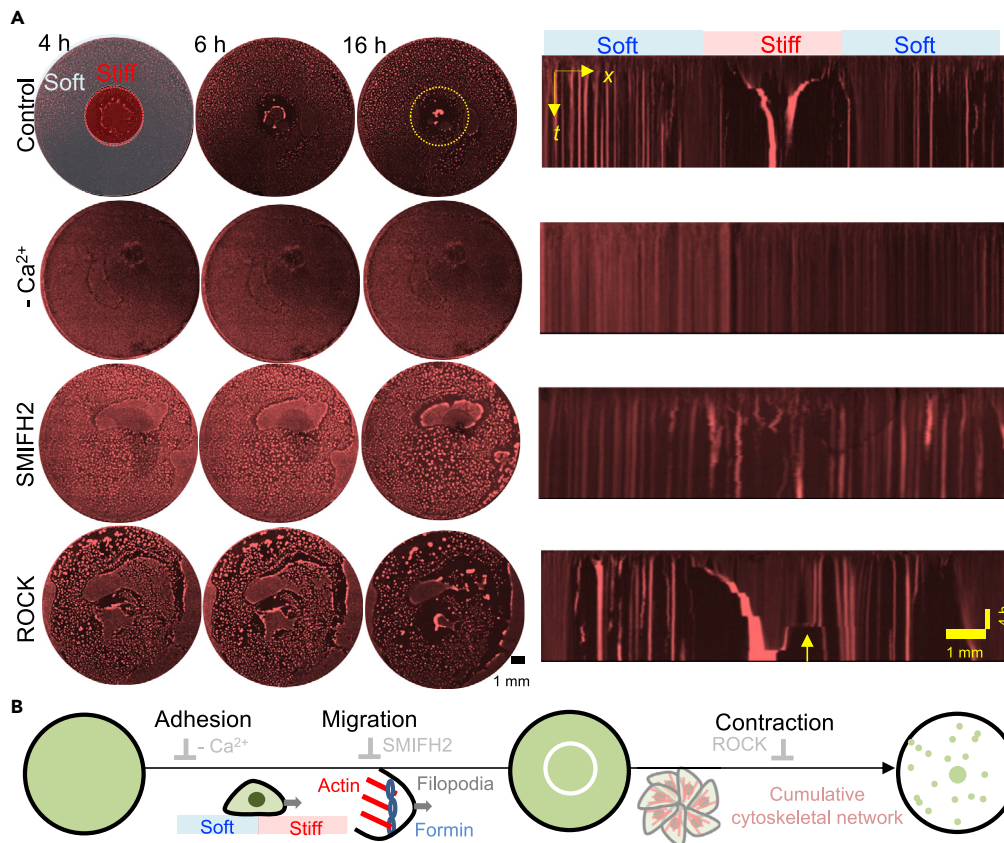 A
4 h
6 h
16 h
Soft
Stiff
Soft
Soft
Stiff
Control
x
t
- Ca²⁺
SMIFH2
ROCK
1 mm
4h
1 mm
B
Adhesion
- Ca²⁺
Migration
SMIFH2
Contraction
ROCK
Actin
Filopodia
Formin
Soft
Stiff
Cumulative
cytoskeletal network